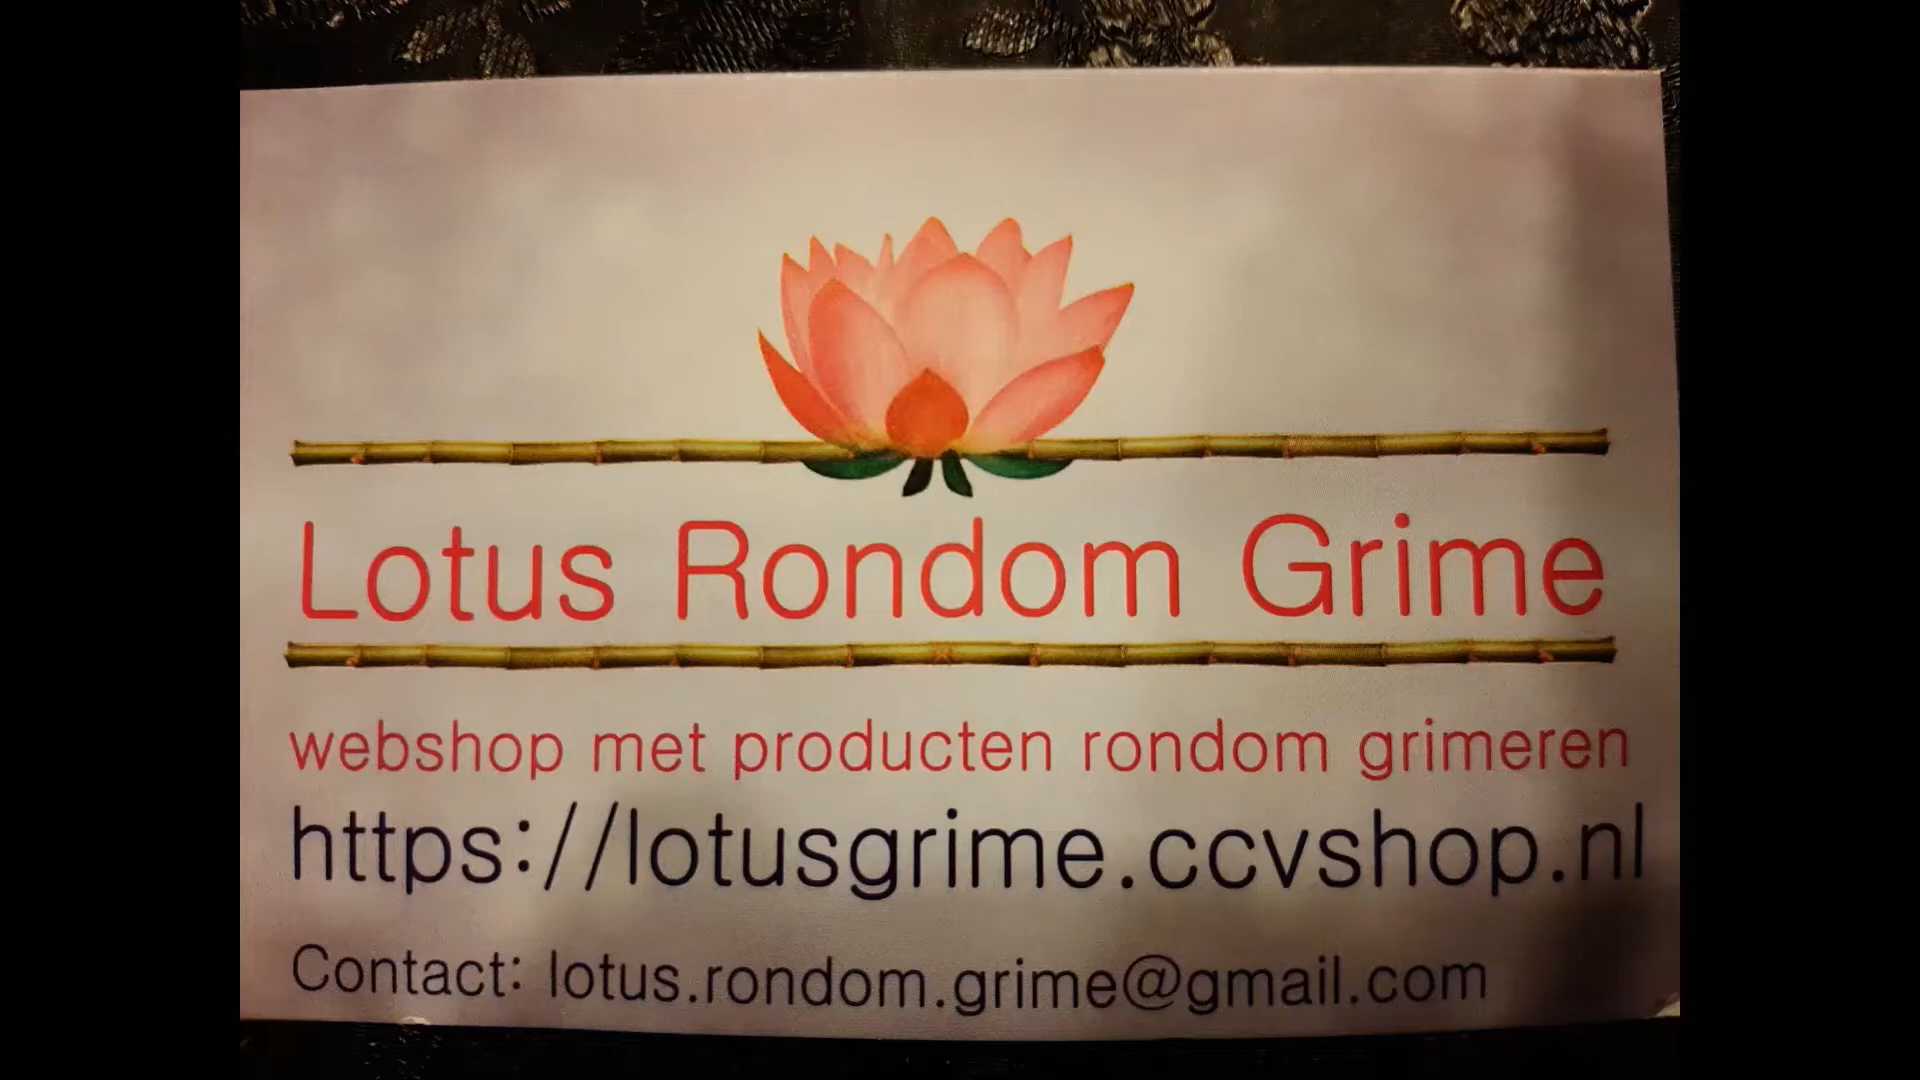 Lotus Rondom Grime
webshop met producten rondom grimeren
https://lotusgrime.ccvshop.nl
Contact: lotus.rondom.grime@gmail.com